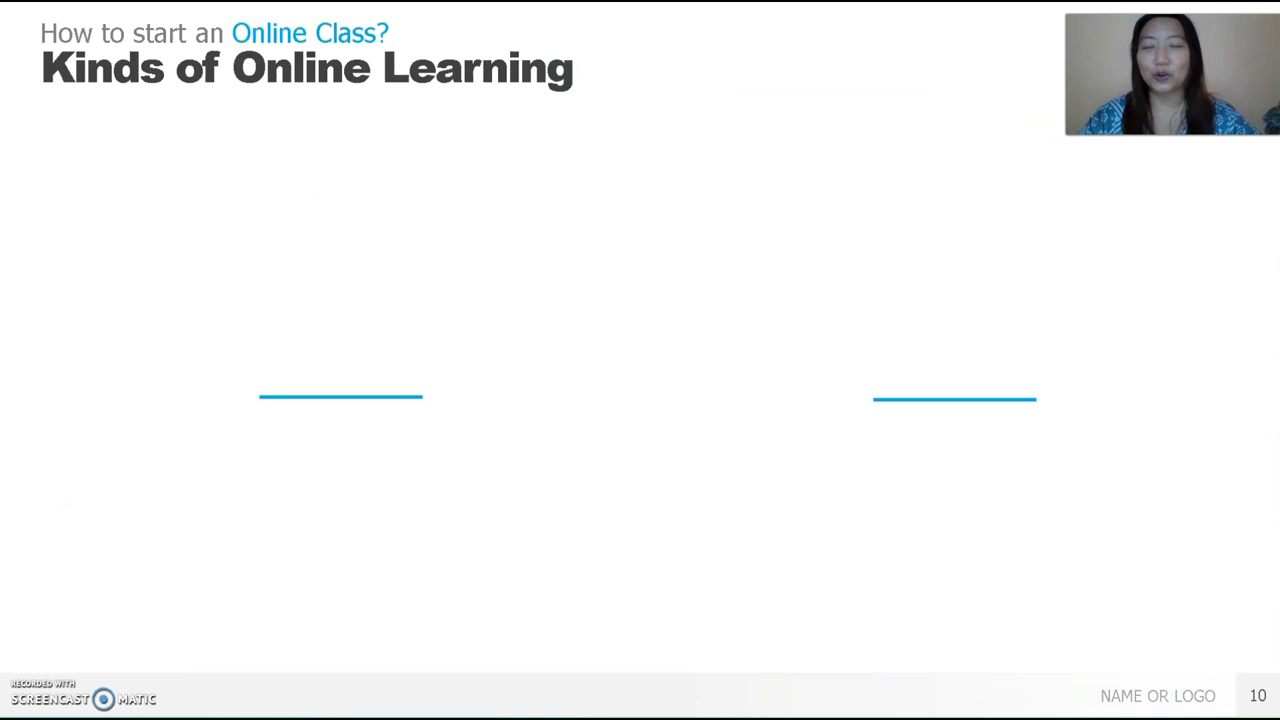 How to start an Online Class?
Kinds of Online Learning
RECORDED WITH
SCREENCAST MATIC
NAME OR LOGO
10